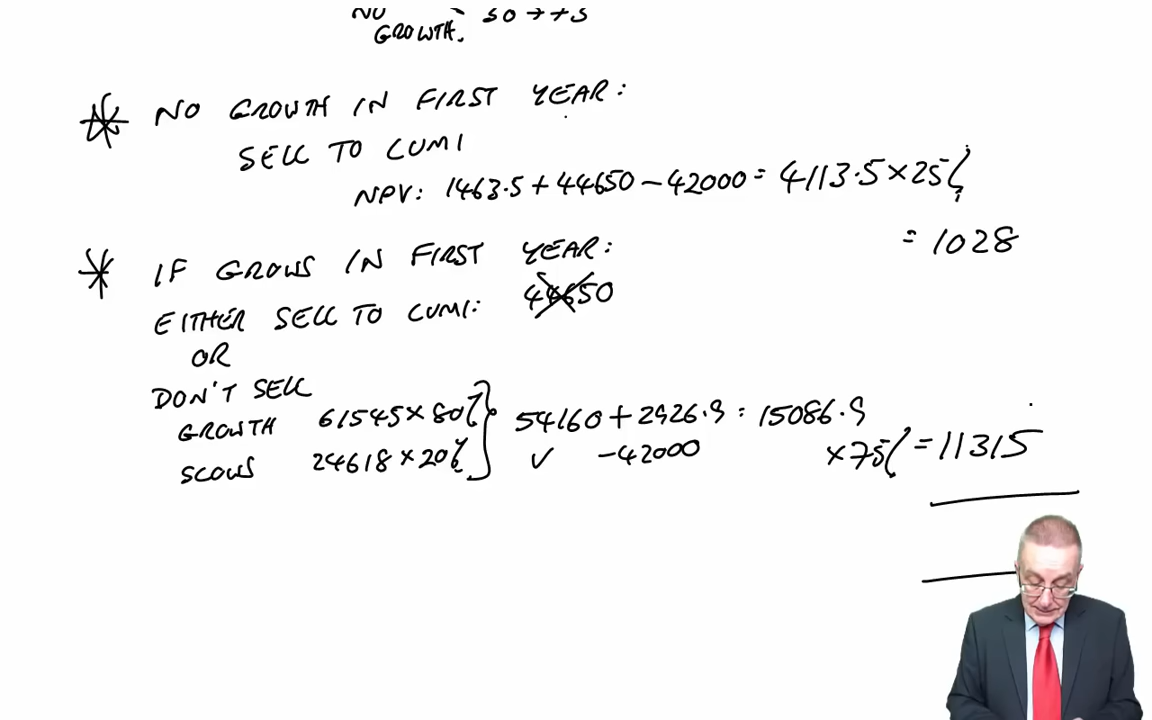 GROWTH.
* NO GROWTH IN FIRST YEAR:
SELL TO CUMI
NPV: 1463.5 + 44650 - 42000 = 4113.5 × 25%
= 1028
* IF GROWS IN FIRST YEAR:
EITHER SELL TO CUMI: 44650
OR
DON'T SELL
GROWTH 61545 × 80% } 54160 + 2926.9 = 15086.9
SLOWS 24618 × 20% ✓ - 42000 × 75% = 11315